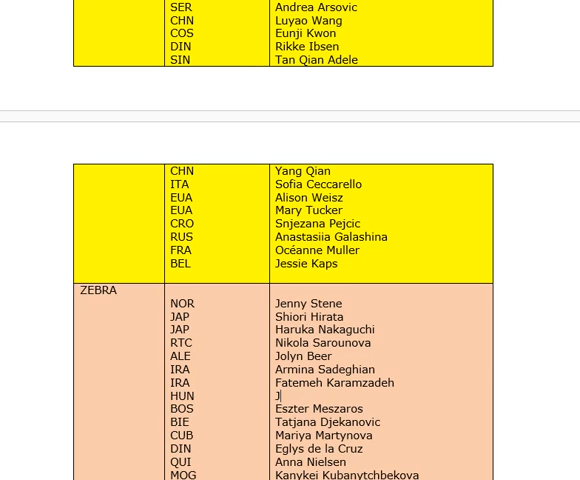 SER Andrea Arsovic
CHN Luyao Wang
COS Eunji Kwon
DIN Rikke Ibsen
SIN Tan Qian Adele
CHN Yang Qian
ITA Sofia Ceccarello
EUA Alison Weisz
EUA Mary Tucker
CRO Snjezana Pejcic
RUS Anastasiia Galashina
FRA Océanne Muller
BEL Jessie Kaps
ZEBRA
NOR Jenny Stene
JAP Shiori Hirata
JAP Haruka Nakaguchi
RTC Nikola Sarounova
ALE Jolyn Beer
IRA Armina Sadeghian
IRA Fatemeh Karamzadeh
HUN J
BOS Eszter Meszaros
BIE Tatjana Djekanovic
CUB Mariya Martynova
DIN Eglys de la Cruz
QUI Anna Nielsen
MOG Kanykei Kubanytchbekova